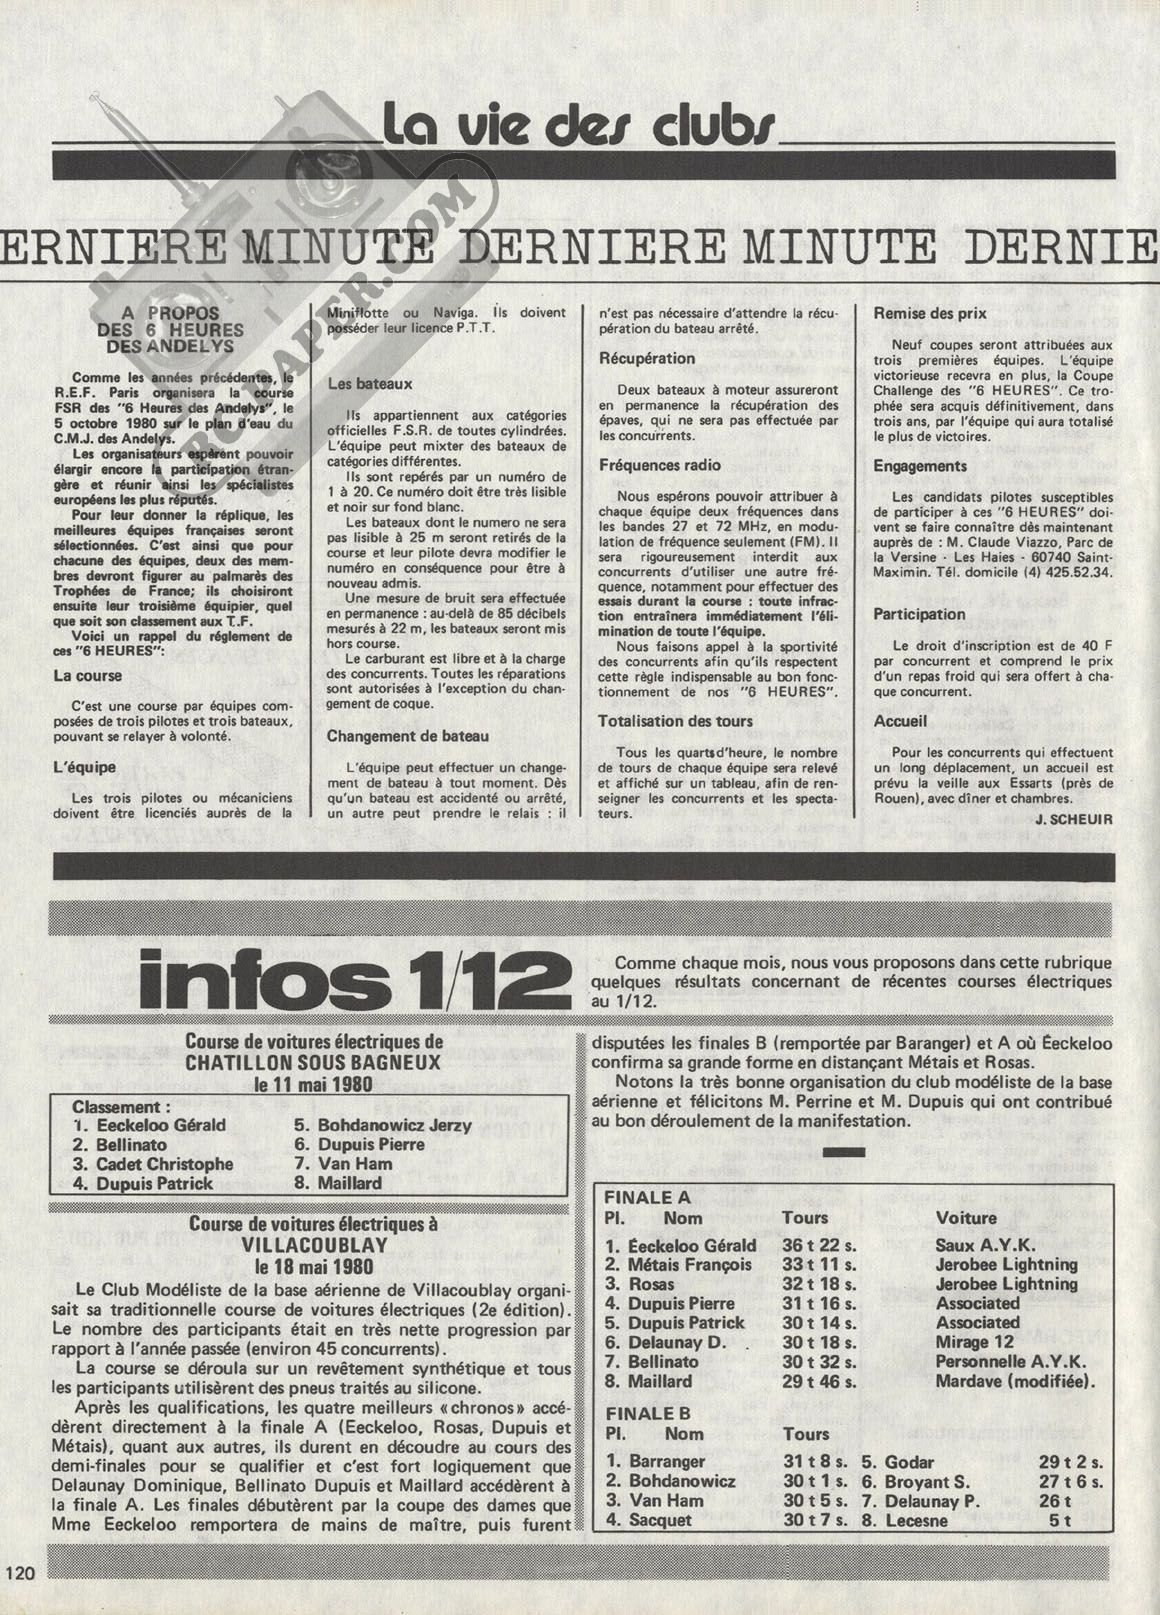 La vie des clubs
ERNIERE MINUTE DERNIERE MINUTE DERNIE
RCPAPER.COM
A PROPOS
DES 6 HEURES
DES ANDELYS
Comme les années précédentes, le
R.E.F. Paris organisera la course
FSR des "6 Heures des Andelys", le
5 octobre 1980 sur le plan d'eau du
C.M.J. des Andelys.
Les organisateurs espèrent pouvoir
élargir encore la participation étran-
gère et réunir ainsi les spécialistes
européens les plus réputés.
Pour leur donner la réplique, les
meilleures équipes françaises seront
sélectionnées. C'est ainsi que pour
chacune des équipes, deux des mem-
bres devront figurer au palmarès des
Trophées de France; ils choisiront
ensuite leur troisième équipier, quel
que soit son classement aux T.F.
Voici un rappel du réglement de
ces "6 HEURES":
La course
C'est une course par équipes com-
posées de trois pilotes et trois bateaux,
pouvant se relayer à volonté.
L'équipe
Les trois pilotes ou mécaniciens
doivent être licenciés auprès de la
Miniflotte ou Naviga. Ils doivent
posséder leur licence P.T.T.
Les bateaux
Ils appartiennent aux catégories
officielles F.S.R. de toutes cylindrées.
L'équipe peut mixter des bateaux de
catégories différentes.
Ils sont repérés par un numéro de
1 à 20. Ce numéro doit être très lisible
et noir sur fond blanc.
Les bateaux dont le numero ne sera
pas lisible à 25 m seront retirés de la
course et leur pilote devra modifier le
numéro en conséquence pour être à
nouveau admis.
Une mesure de bruit sera effectuée
en permanence : au-delà de 85 décibels
mesurés à 22 m, les bateaux seront mis
hors course.
Le carburant est libre et à la charge
des concurrents. Toutes les réparations
sont autorisées à l'exception du chan-
gement de coque.
Changement de bateau
L'équipe peut effectuer un change-
ment de bateau à tout moment. Dès
qu'un bateau est accidenté ou arrêté,
un autre peut prendre le relais : il
n'est pas nécessaire d'attendre la récu-
pération du bateau arrêté.
Récupération
Deux bateaux à moteur assureront
en permanence la récupération des
épaves, qui ne sera pas effectuée par
les concurrents.
Fréquences radio
Nous espérons pouvoir attribuer à
chaque équipe deux fréquences dans
les bandes 27 et 72 MHz, en modu-
lation de fréquence seulement (FM). Il
sera rigoureusement interdit aux
concurrents d'utiliser une autre fré-
quence, notamment pour effectuer des
essais durant la course : toute infrac-
tion entraînera immédiatement l'éli-
mination de toute l'équipe.
Nous faisons appel à la sportivité
des concurrents afin qu'ils respectent
cette règle indispensable au bon fonc-
tionnement de nos "6 HEURES".
Totalisation des tours
Tous les quarts d'heure, le nombre
de tours de chaque équipe sera relevé
et affiché sur un tableau, afin de ren-
seigner les concurrents et les specta-
teurs.
Remise des prix
Neuf coupes seront attribuées aux
trois premières équipes. L'équipe
victorieuse recevra en plus, la Coupe
Challenge des "6 HEURES". Ce tro-
phée sera acquis définitivement, dans
trois ans, par l'équipe qui aura totalisé
le plus de victoires.
Engagements
Les candidats pilotes susceptibles
de participer à ces "6 HEURES" doi-
vent se faire connaître dès maintenant
auprès de : M. Claude Viazzo, Parc de
la Versine - Les Haies - 60740 Saint-
Maximin. Tél. domicile (4) 425.52.34.
Participation
Le droit d'inscription est de 40 F
par concurrent et comprend le prix
d'un repas froid qui sera offert à cha-
que concurrent.
Accueil
Pour les concurrents qui effectuent
un long déplacement, un accueil est
prévu la veille aux Essarts (près de
Rouen), avec dîner et chambres.
J. SCHEUIR
infos 1/12
Comme chaque mois, nous vous proposons dans cette rubrique
quelques résultats concernant de récentes courses électriques
au 1/12.
Course de voitures électriques de
CHATILLON SOUS BAGNEUX
le 11 mai 1980
Classement :
1. Eeckeloo Gérald
2. Bellinato
3. Cadet Christophe
4. Dupuis Patrick
5. Bohdanowicz Jerzy
6. Dupuis Pierre
7. Van Ham
8. Maillard
Course de voitures électriques à
VILLACOUBLAY
le 18 mai 1980
Le Club Modéliste de la base aérienne de Villacoublay organi-
sait sa traditionnelle course de voitures électriques (2e édition).
Le nombre des participants était en très nette progression par
rapport à l'année passée (environ 45 concurrents).
La course se déroula sur un revêtement synthétique et tous
les participants utilisèrent des pneus traités au silicone.
Après les qualifications, les quatre meilleurs «chronos» accé-
dèrent directement à la finale A (Eeckeloo, Rosas, Dupuis et
Métais), quant aux autres, ils durent en découdre au cours des
demi-finales pour se qualifier et c'est fort logiquement que
Delaunay Dominique, Bellinato Dupuis et Maillard accédèrent à
la finale A. Les finales débutèrent par la coupe des dames que
Mme Eeckeloo remportera de mains de maître, puis furent
disputées les finales B (remportée par Baranger) et A où Éeckeloo
confirma sa grande forme en distançant Métais et Rosas.
Notons la très bonne organisation du club modéliste de la base
aérienne et félicitons M. Perrine et M. Dupuis qui ont contribué
au bon déroulement de la manifestation.
FINALE A
Pl. Nom Tours Voiture
1. Éeckeloo Gérald 36 t 22 s. Saux A.Y.K.
2. Métais François 33 t 11 s. Jerobee Lightning
3. Rosas 32 t 18 s. Jerobee Lightning
4. Dupuis Pierre 31 t 16 s. Associated
5. Dupuis Patrick 30 t 14 s. Associated
6. Delaunay D. 30 t 18 s. Mirage 12
7. Bellinato 30 t 32 s. Personnelle A.Y.K.
8. Maillard 29 t 46 s. Mardave (modifiée).
FINALE B
Pl. Nom Tours
1. Barranger 31 t 8 s. 5. Godar 29 t 2 s.
2. Bohdanowicz 30 t 1 s. 6. Broyant S. 27 t 6 s.
3. Van Ham 30 t 5 s. 7. Delaunay P. 26 t
4. Sacquet 30 t 7 s. 8. Lecesne 5 t
120